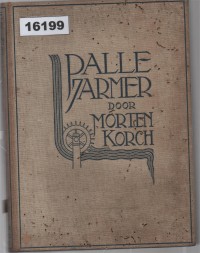 16199
PALLE
JARMER
DOOR
MORTEN
KORCH